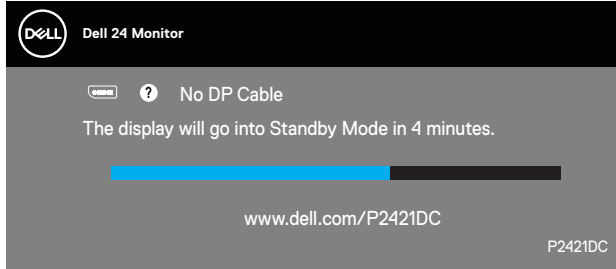 DELL
Dell 24 Monitor
? No DP Cable
The display will go into Standby Mode in 4 minutes.
www.dell.com/P2421DC
P2421DC